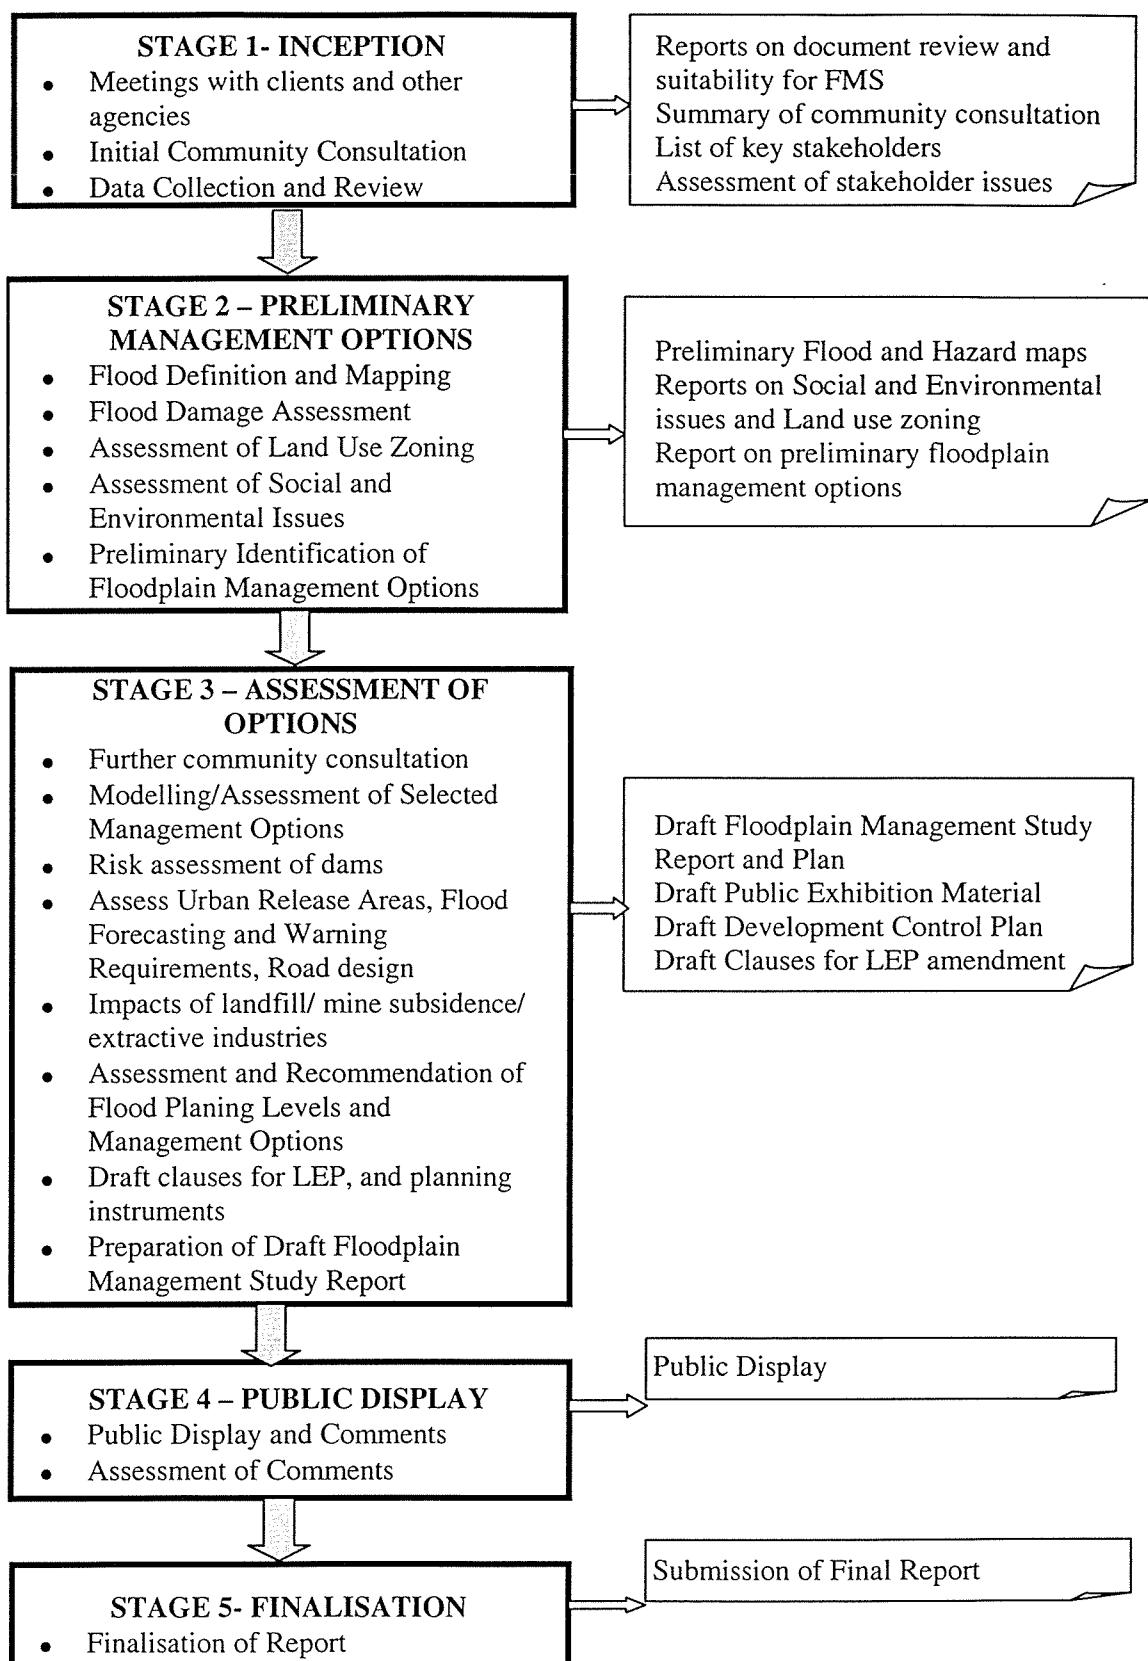 STAGE 1- INCEPTION
• Meetings with clients and other
agencies
• Initial Community Consultation
• Data Collection and Review
Reports on document review and
suitability for FMS
Summary of community consultation
List of key stakeholders
Assessment of stakeholder issues
STAGE 2 – PRELIMINARY
MANAGEMENT OPTIONS
• Flood Definition and Mapping
• Flood Damage Assessment
• Assessment of Land Use Zoning
• Assessment of Social and
Environmental Issues
• Preliminary Identification of
Floodplain Management Options
Preliminary Flood and Hazard maps
Reports on Social and Environmental
issues and Land use zoning
Report on preliminary floodplain
management options
STAGE 3 – ASSESSMENT OF
OPTIONS
• Further community consultation
• Modelling/Assessment of Selected
Management Options
• Risk assessment of dams
• Assess Urban Release Areas, Flood
Forecasting and Warning
Requirements, Road design
• Impacts of landfill/ mine subsidence/
extractive industries
• Assessment and Recommendation of
Flood Planing Levels and
Management Options
• Draft clauses for LEP, and planning
instruments
• Preparation of Draft Floodplain
Management Study Report
Draft Floodplain Management Study
Report and Plan
Draft Public Exhibition Material
Draft Development Control Plan
Draft Clauses for LEP amendment
STAGE 4 – PUBLIC DISPLAY
• Public Display and Comments
• Assessment of Comments
Public Display
STAGE 5- FINALISATION
• Finalisation of Report
Submission of Final Report